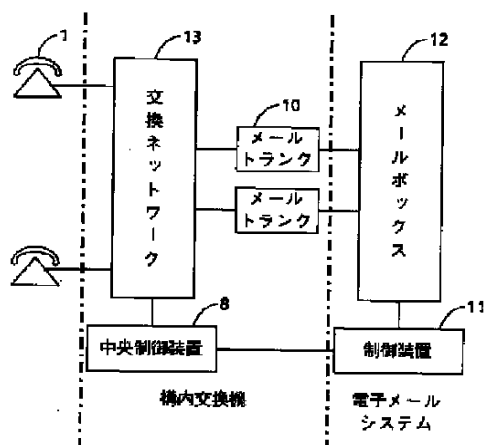 1
13
12
交換ネットワーク
10
メール
トランク
メール
トランク
メールボックス
8
11
中央制御装置
制御装置
構内交換機
電子メール
システム